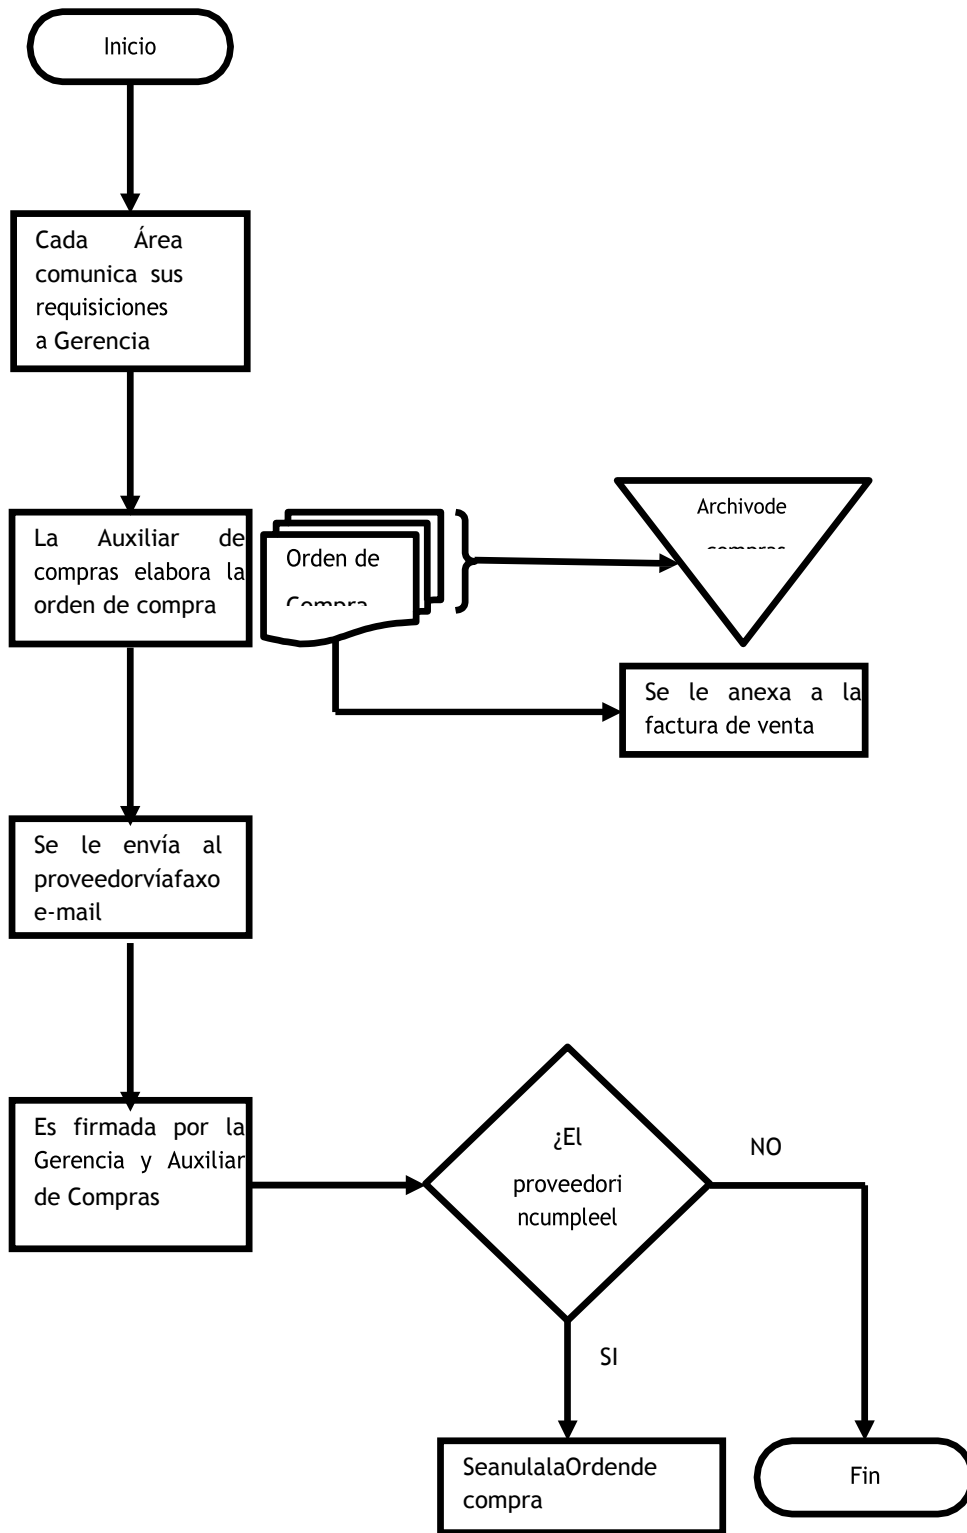 Inicio
Cada Área
comunica sus
requisiciones
a Gerencia
La Auxiliar de
compras elabora la
orden de compra
Orden de
Compra
Archivode
compras
Se le anexa a la
factura de venta
Se le envía al
proveedorvíafaxo
e-mail
Es firmada por la
Gerencia y Auxiliar
de Compras
¿El
proveedori
ncumpleel
NO
SI
SeanulalaOrdende
compra
Fin